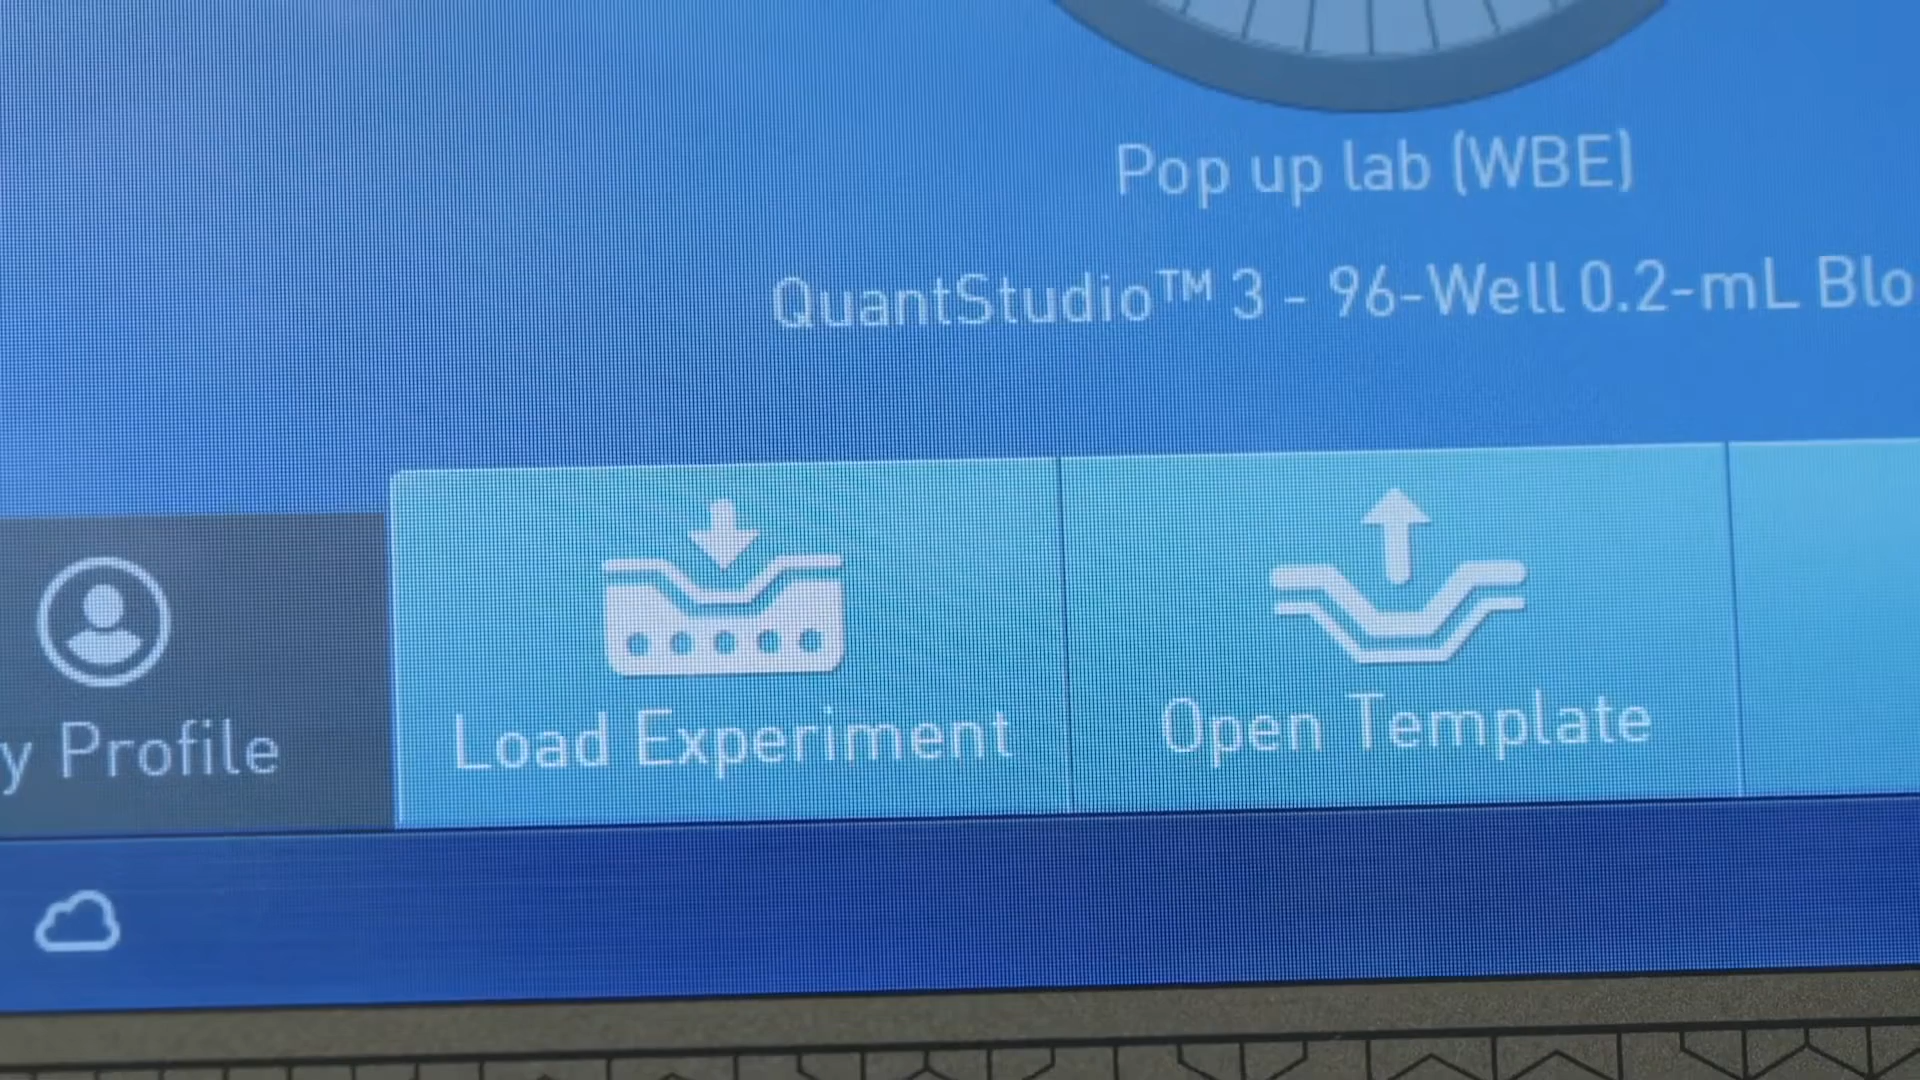 Pop up lab (WBE)
QuantStudio™ 3 - 96-Well 0.2-mL Blo
y Profile
Load Experiment
Open Template